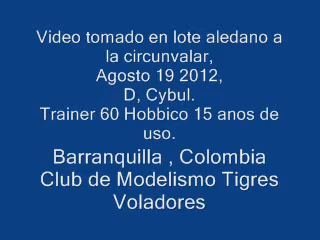 Video tomado en lote aledano a
la circunvalar,
Agosto 19 2012,
D, Cybul.
Trainer 60 Hobbico 15 anos de
uso.
Barranquilla , Colombia
Club de Modelismo Tigres
Voladores